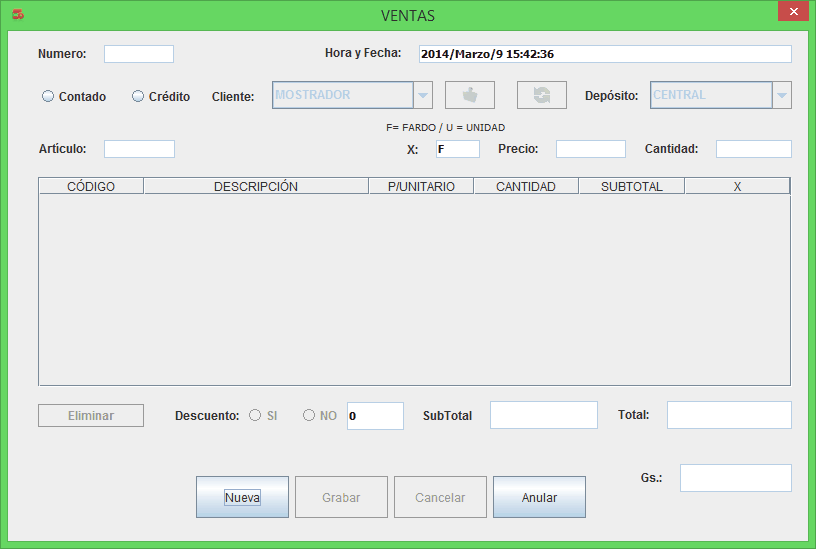 VENTAS
Numero: Hora y Fecha: 2014/Marzo/9 15:42:36
Contado Crédito Cliente: MOSTRADOR Depósito: CENTRAL
F= FARDO / U = UNIDAD
Artículo: X: F Precio: Cantidad:
CÓDIGO DESCRIPCIÓN P/UNITARIO CANTIDAD SUBTOTAL X
Eliminar Descuento: SI NO 0 SubTotal Total:
Gs.:
Nueva Grabar Cancelar Anular